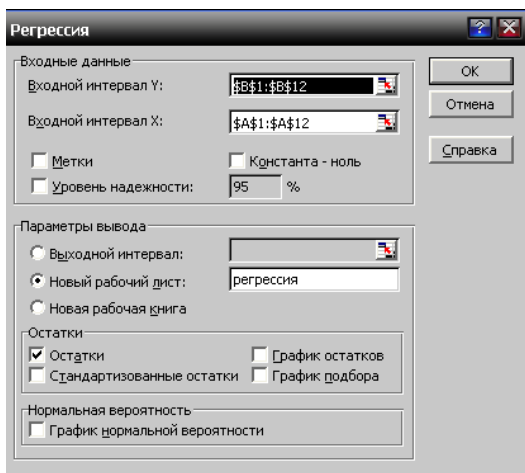 Регрессия
Входные данные
Входной интервал Y: $B$1:$B$12
Входной интервал X: $A$1:$A$12
Метки Константа - ноль
Уровень надежности: 95 %
OK
Отмена
Справка
Параметры вывода
Выходной интервал:
Новый рабочий лист: регрессия
Новая рабочая книга
Остатки
Остатки График остатков
Стандартизованные остатки График подбора
Нормальная вероятность
График нормальной вероятности